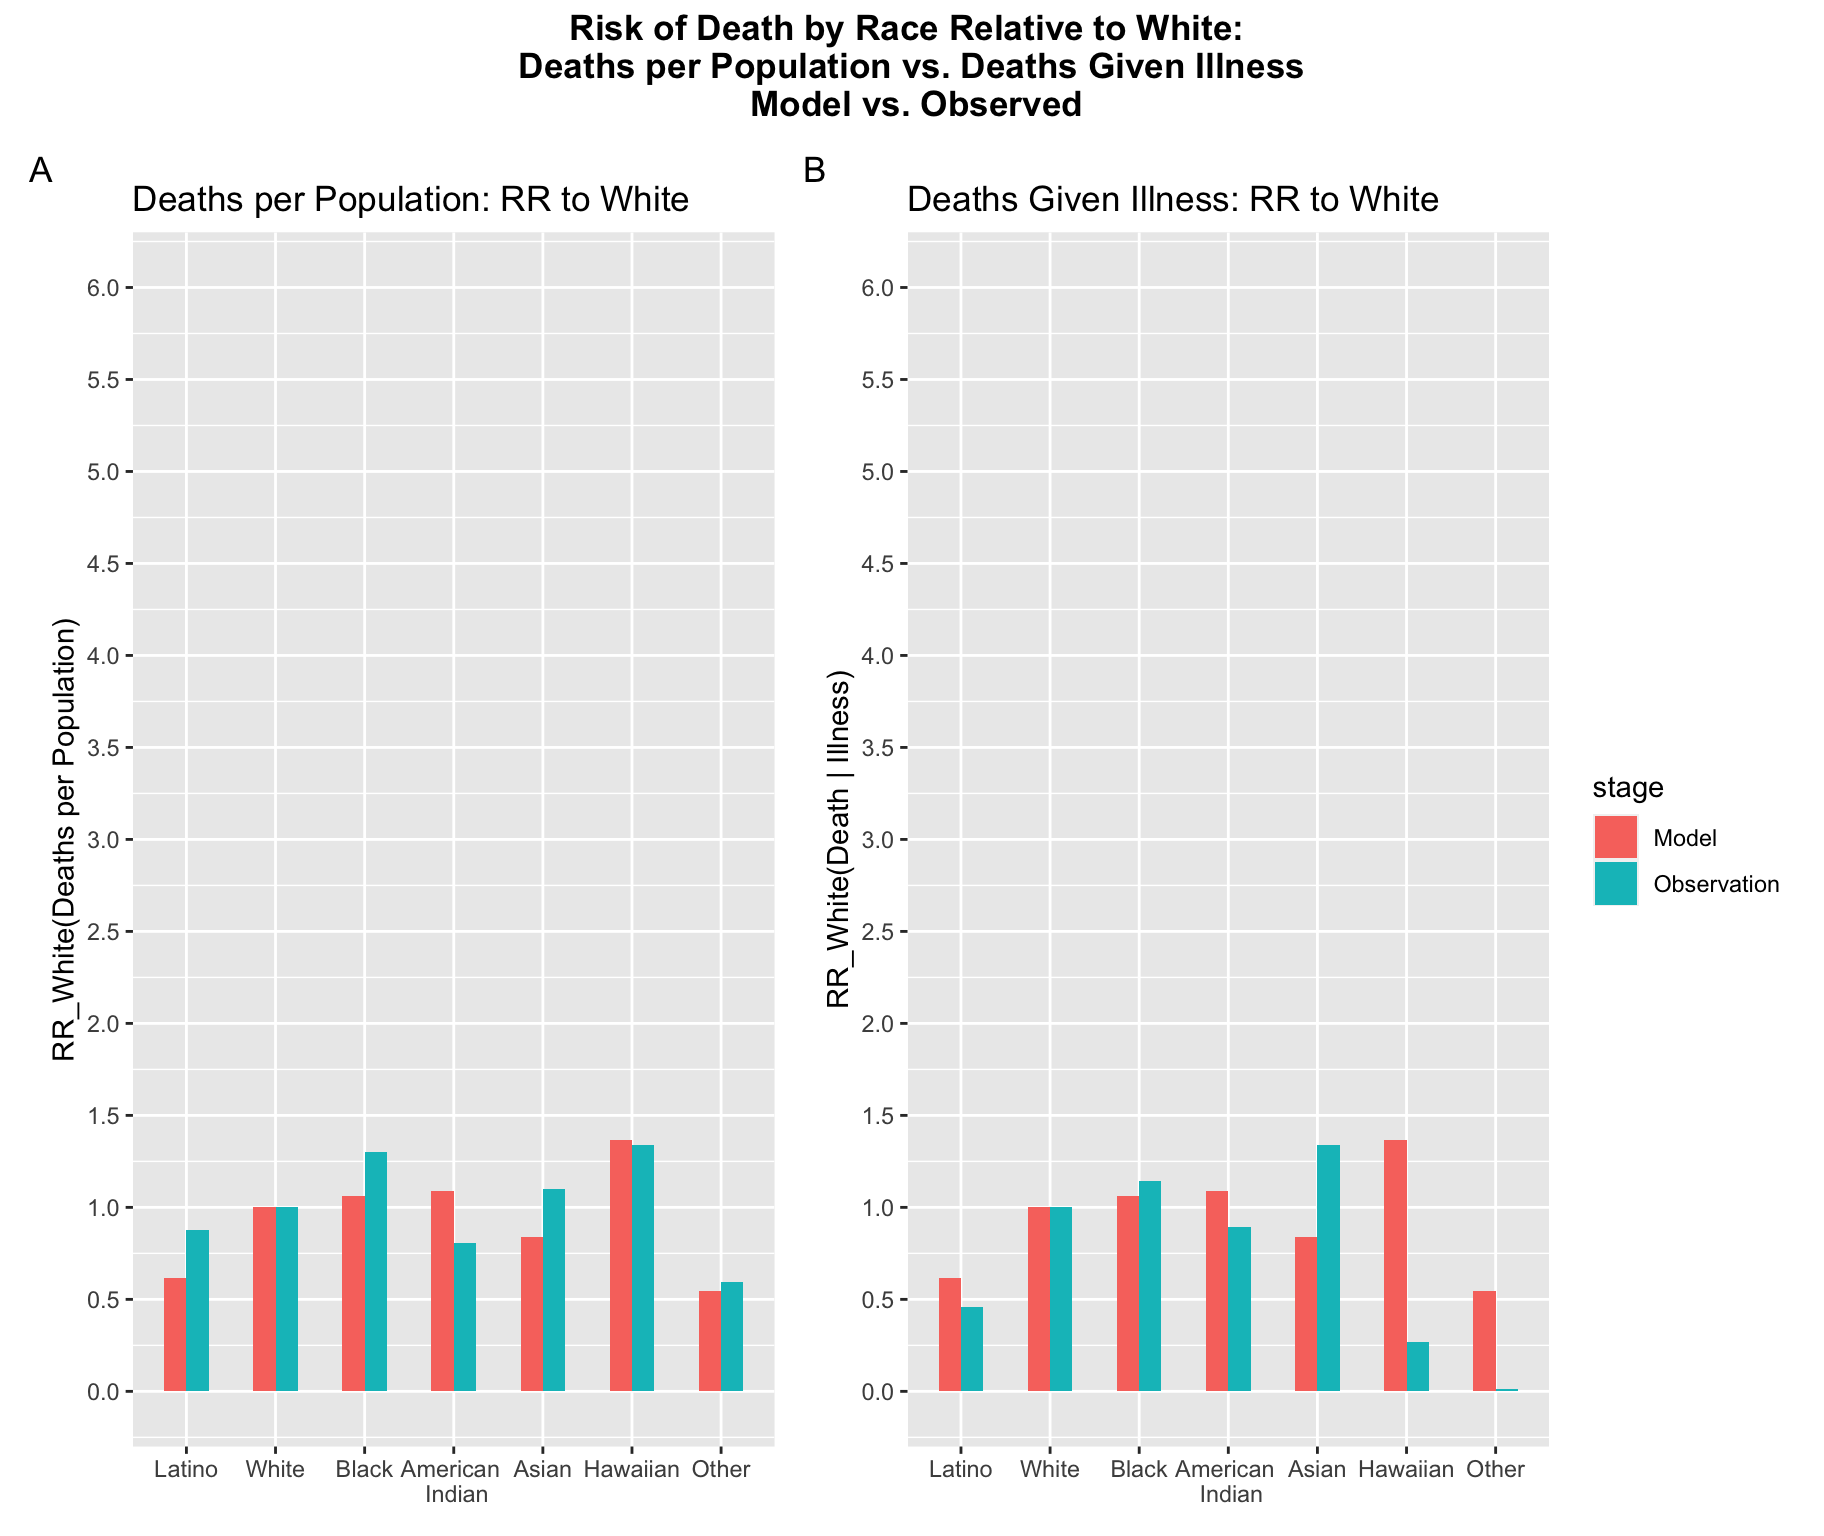 Risk of Death by Race Relative to White:
Deaths per Population vs. Deaths Given Illness
Model vs. Observed
A
Deaths per Population: RR to White
RR_White(Deaths per Population)
6.0
5.5
5.0
4.5
4.0
3.5
3.0
2.5
2.0
1.5
1.0
0.5
0.0
Latino White Black American Asian Hawaiian Other
Indian
B
Deaths Given Illness: RR to White
RR_White(Death | Illness)
6.0
5.5
5.0
4.5
4.0
3.5
3.0
2.5
2.0
1.5
1.0
0.5
0.0
Latino White Black American Asian Hawaiian Other
Indian
stage
Model
Observation